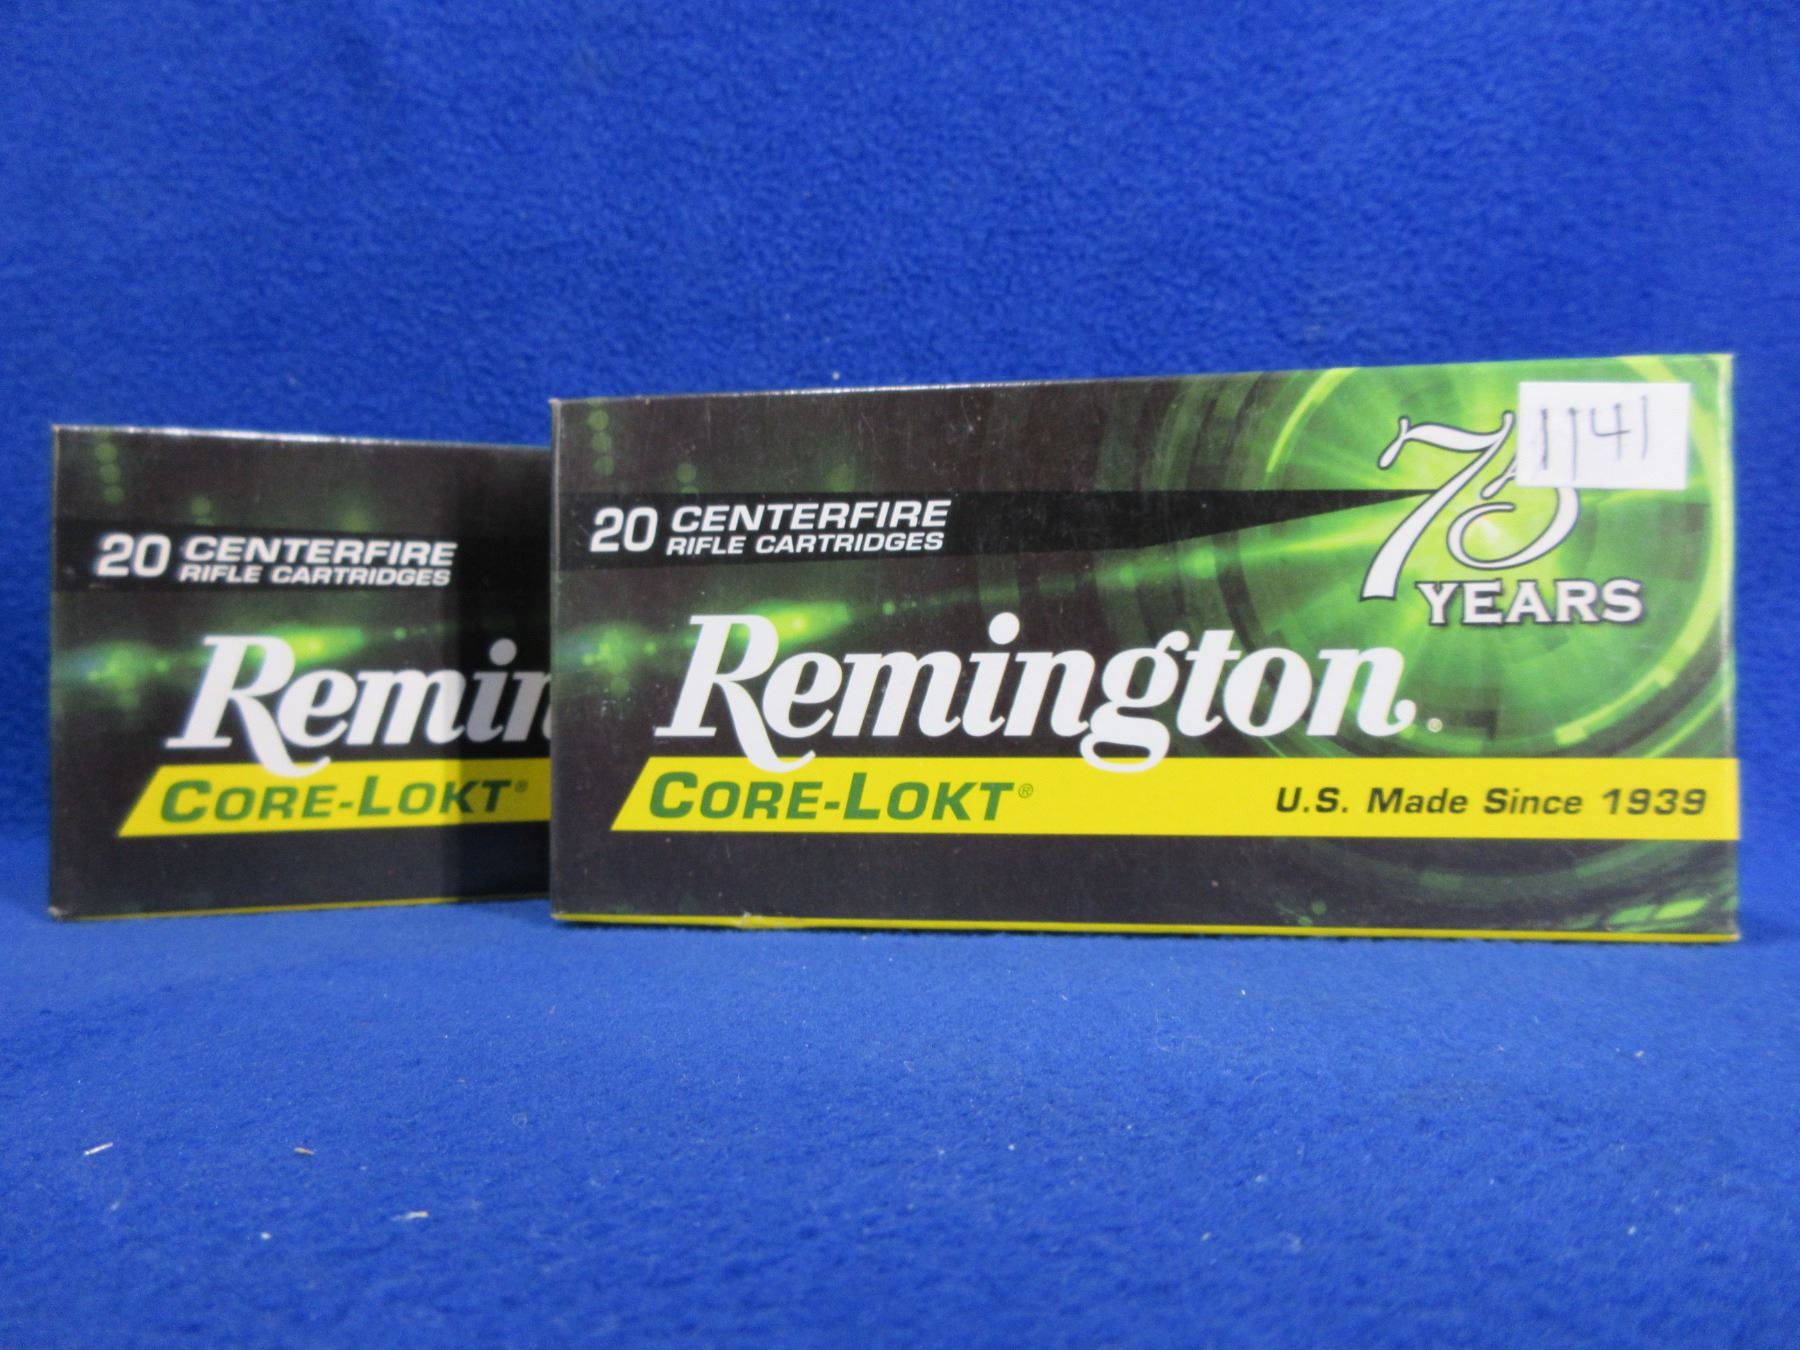 20 CENTERFIRE
RIFLE CARTRIDGES
Remin
CORE-LOKT®
20 CENTERFIRE
RIFLE CARTRIDGES
75
YEARS
1141
Remington®
CORE-LOKT®
U.S. Made Since 1939